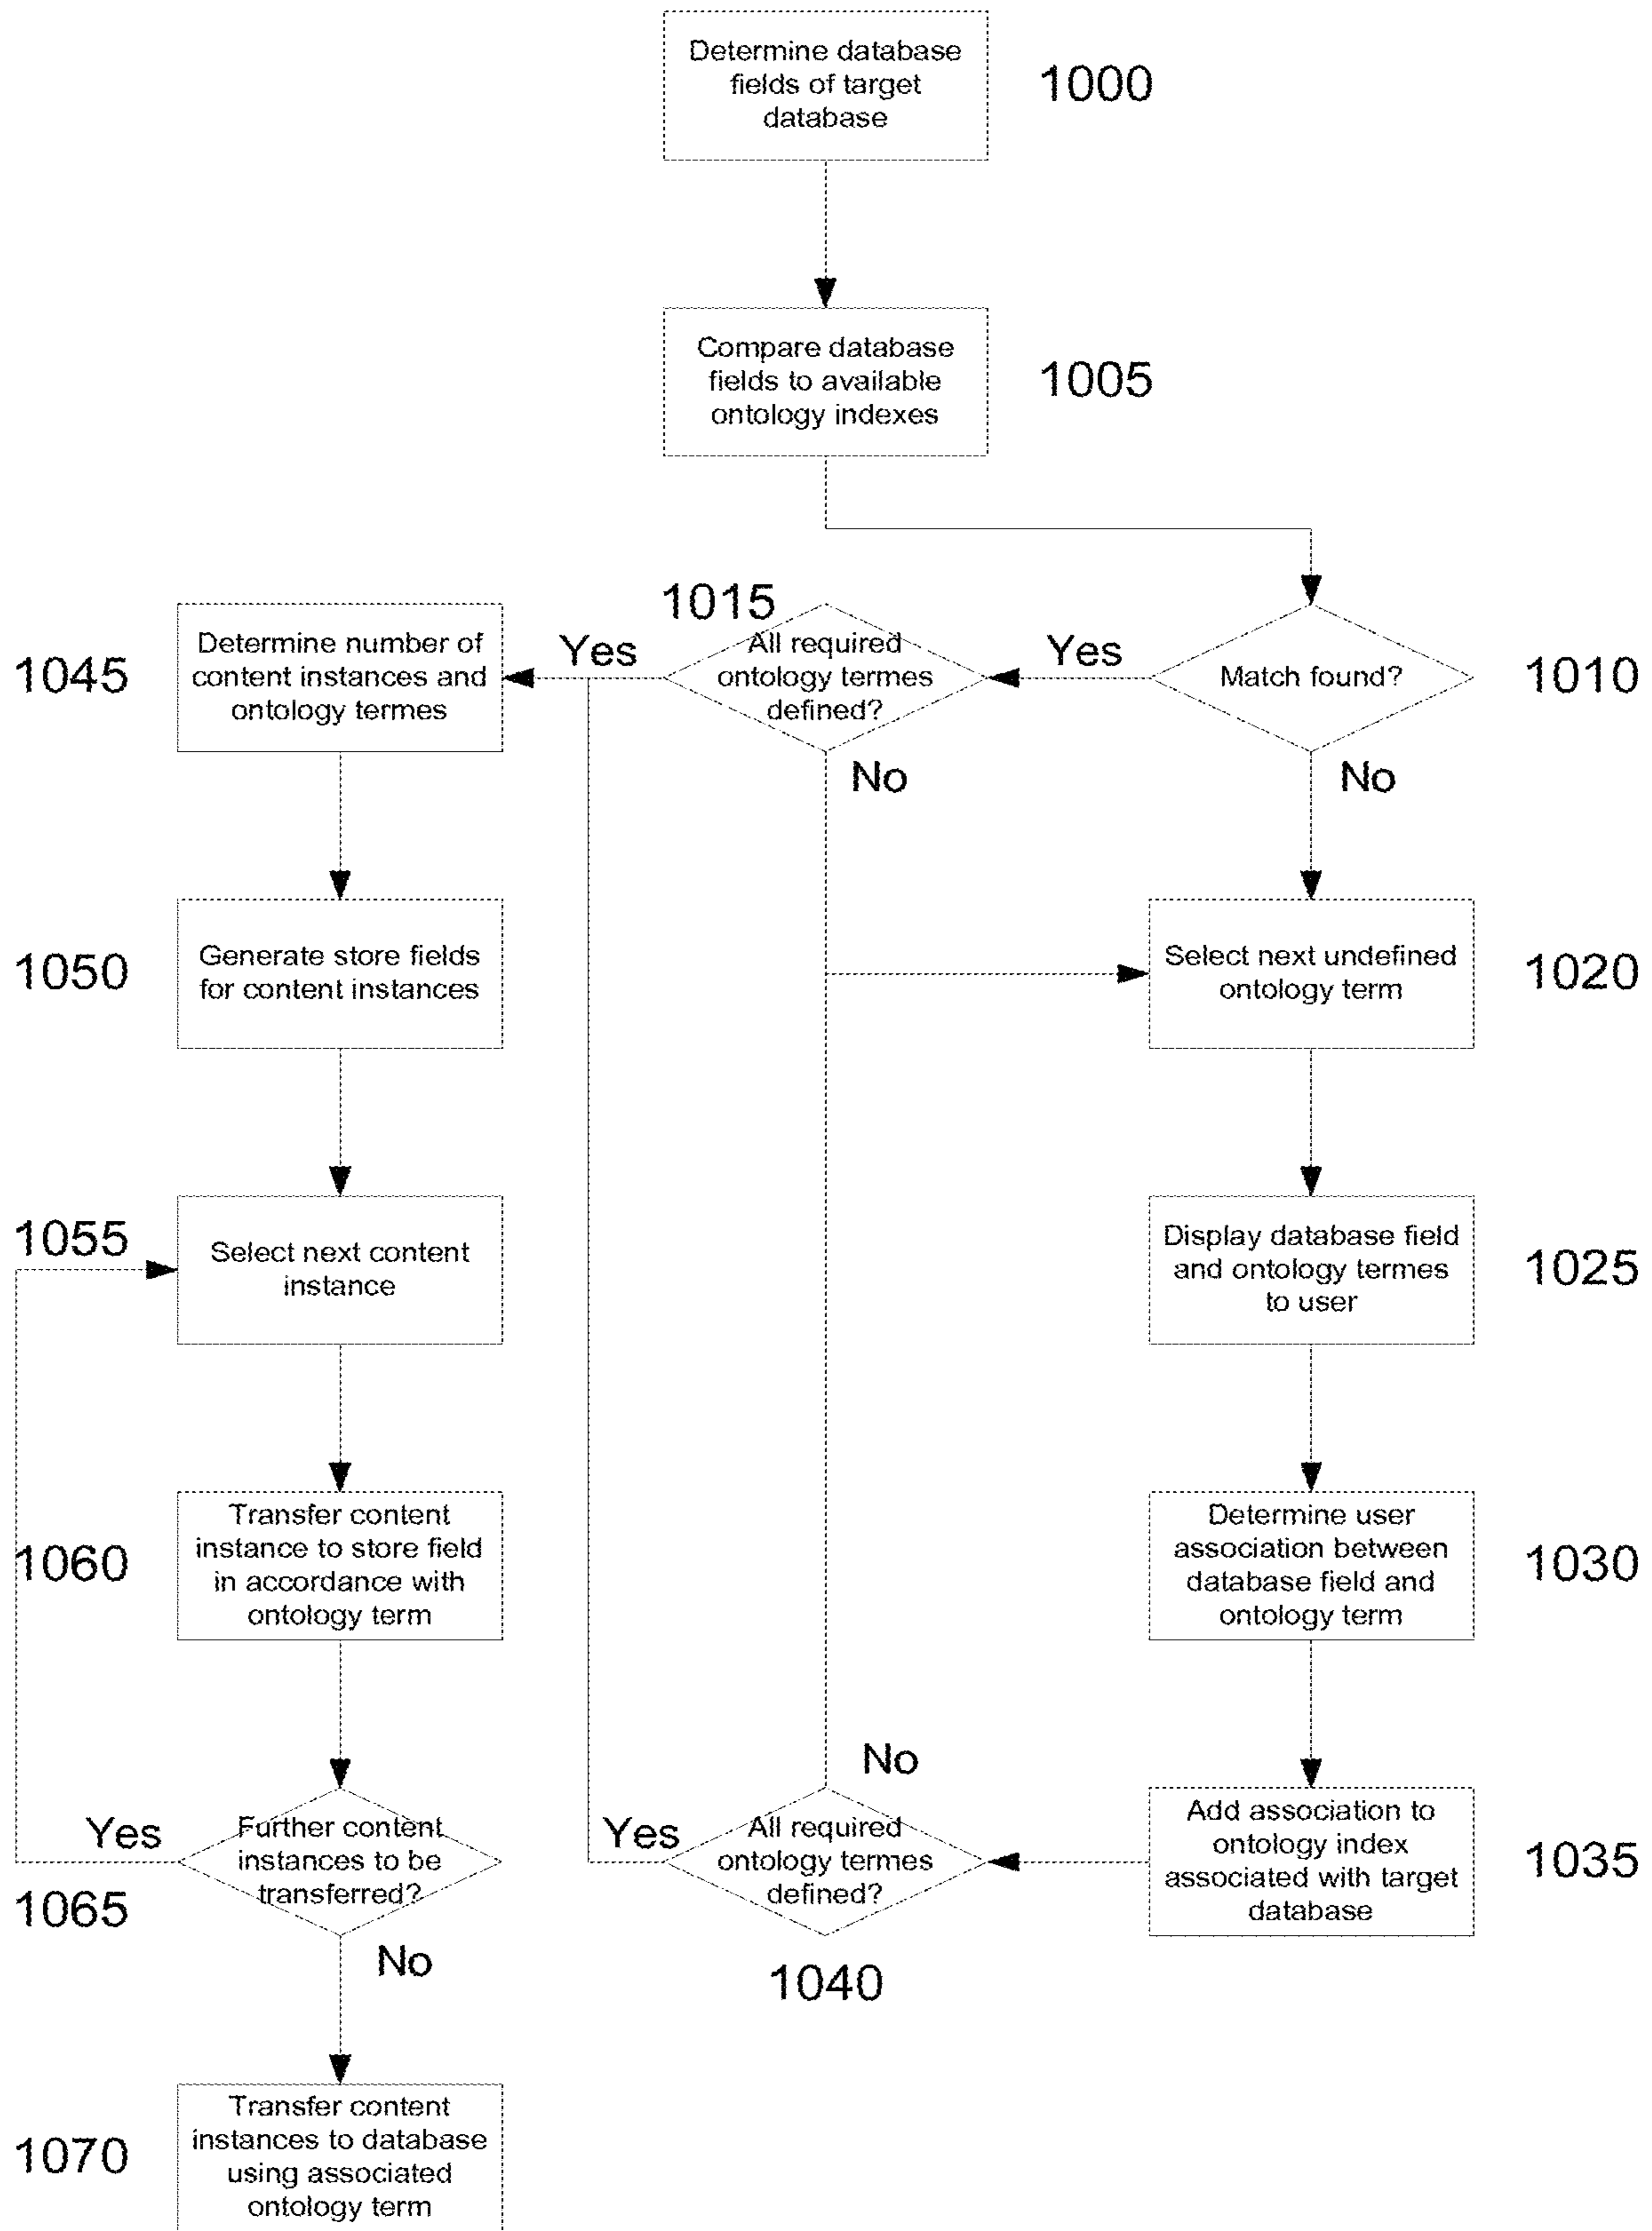 Determine database
fields of target
database
1000
Compare database
fields to available
ontology indexes
1005
1015
All required
ontology termes
defined?
Yes
Yes
No
Match found?
1010
No
1045
Determine number of
content instances and
ontology termes
1050
Generate store fields
for content instances
Select next undefined
ontology term
1020
1055
Select next content
instance
Display database field
and ontology termes
to user
1025
1060
Transfer content
instance to store field
in accordance with
ontology term
Determine user
association between
database field and
ontology term
1030
Yes
Further content
instances to be
transferred?
1065
No
Yes
No
All required
ontology termes
defined?
1040
Add association to
ontology index
associated with target
database
1035
1070
Transfer content
instances to database
using associated
ontology term